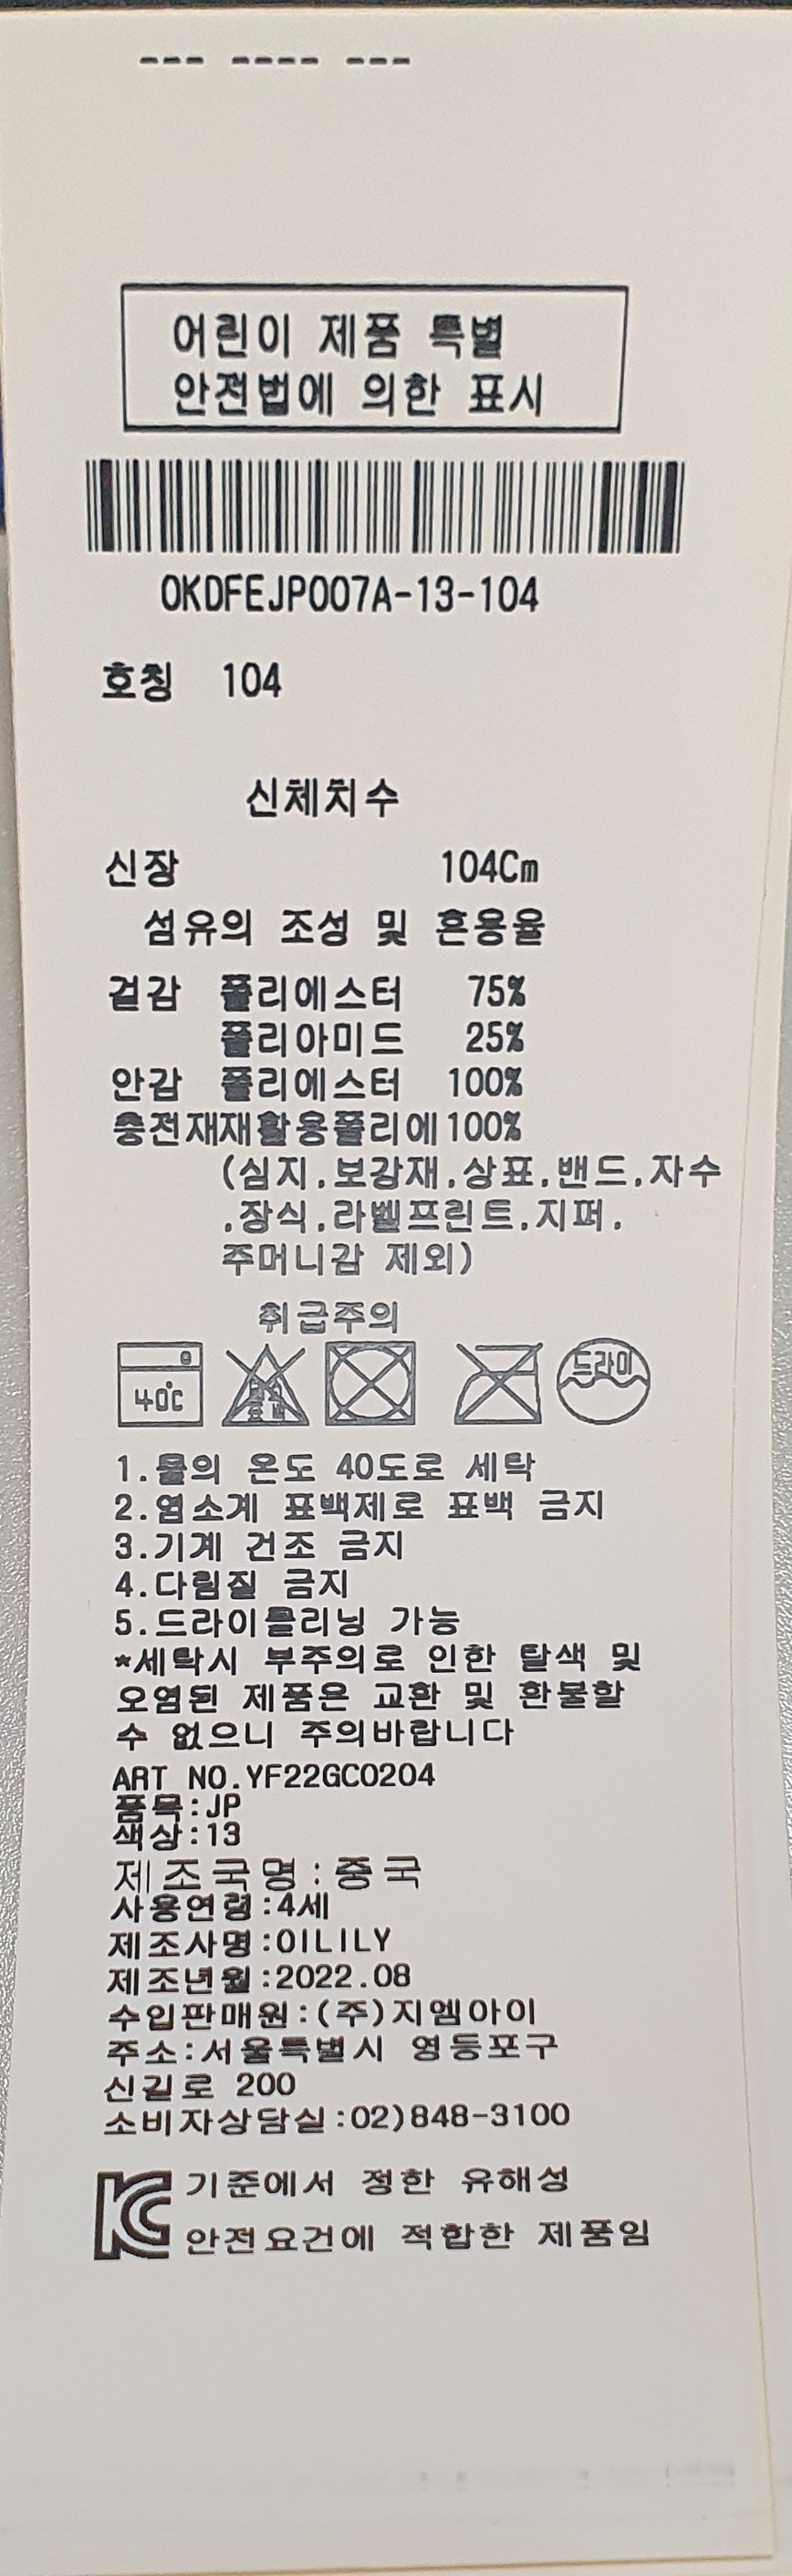 --- ---- ---
어린이 제품 특별
안전법에 의한 표시
OKDFEJP007A-13-104
호칭 104
신체치수
신장 104Cm
섬유의 조성 및 혼용율
겉감 폴리에스터 75%
폴리아미드 25%
안감 폴리에스터 100%
충전재재활용폴리에100%
(심지,보강재,상표,밴드,자수
,장식,라벨프린트,지퍼,
주머니감 제외)
취급주의
40℃ 드라이
1.물의 온도 40도로 세탁
2.염소계 표백제로 표백 금지
3.기계 건조 금지
4.다림질 금지
5.드라이클리닝 가능
*세탁시 부주의로 인한 탈색 및
오염된 제품은 교환 및 환불할
수 없으니 주의바랍니다
ART NO.YF22GC0204
품목:JP
색상:13
제조국명:중국
사용연령:4세
제조사명:OILILY
제조년월:2022.08
수입판매원:(주)지엠아이
주소:서울특별시 영등포구
신길로 200
소비자상담실:02)848-3100
기준에서 정한 유해성
안전요건에 적합한 제품임